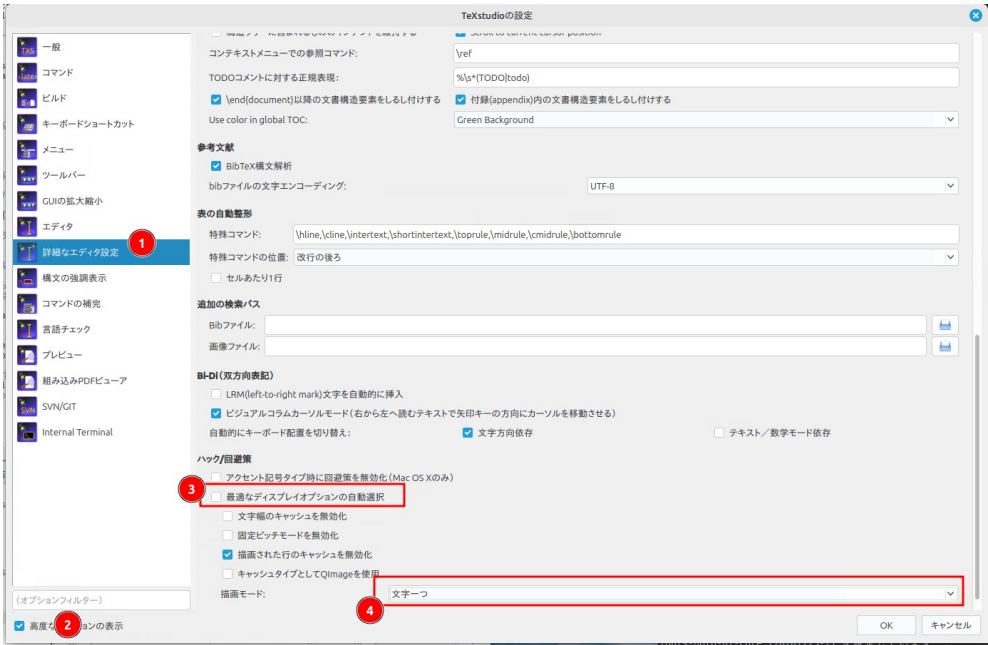 TeXstudioの設定
一般
コマンド
ビルド
キーボードショートカット
メニュー
ツールバー
GUIの拡大縮小
エディタ
詳細なエディタ設定
構文の強調表示
コマンドの補完
言語チェック
プレビュー
組み込みPDFビューア
SVN/GIT
Internal Terminal
(オプションフィルター)
高度な ョンの表示
1
2
Scroll to current cursor position
コンテキストメニューでの参照コマンド: \ref
TODOコメントに対する正規表現: %\s*(TODO|todo)
\end{document}以降の文書構造要素をしるし付けする 付録(appendix)内の文書構造要素をしるし付けする
Use color in global TOC: Green Background
参考文献
BibTeX構文解析
bibファイルの文字エンコーディング: UTF-8
表の自動整形
特殊コマンド: \hline,\cline,\intertext,\shortintertext,\toprule,\midrule,\cmidrule,\bottomrule
特殊コマンドの位置: 改行の後ろ
セルあたり1行
追加の検索パス
Bibファイル:
画像ファイル:
Bi-Di(双方向表記)
LRM(left-to-right mark)文字を自動的に挿入
ビジュアルコラムカーソルモード(右から左へ読むテキストで矢印キーの方向にカーソルを移動させる)
自動的にキーボード配置を切り替え: 文字方向依存 テキスト/数学モード依存
ハック/回避策
アクセント記号タイプ時に回避策を無効化(Mac OS Xのみ)
3
最適なディスプレイオプションの自動選択
文字幅のキャッシュを無効化
固定ピッチモードを無効化
描画された行のキャッシュを無効化
キャッシュタイプとしてQImageを使用
描画モード: 文字一つ
4
OK キャンセル